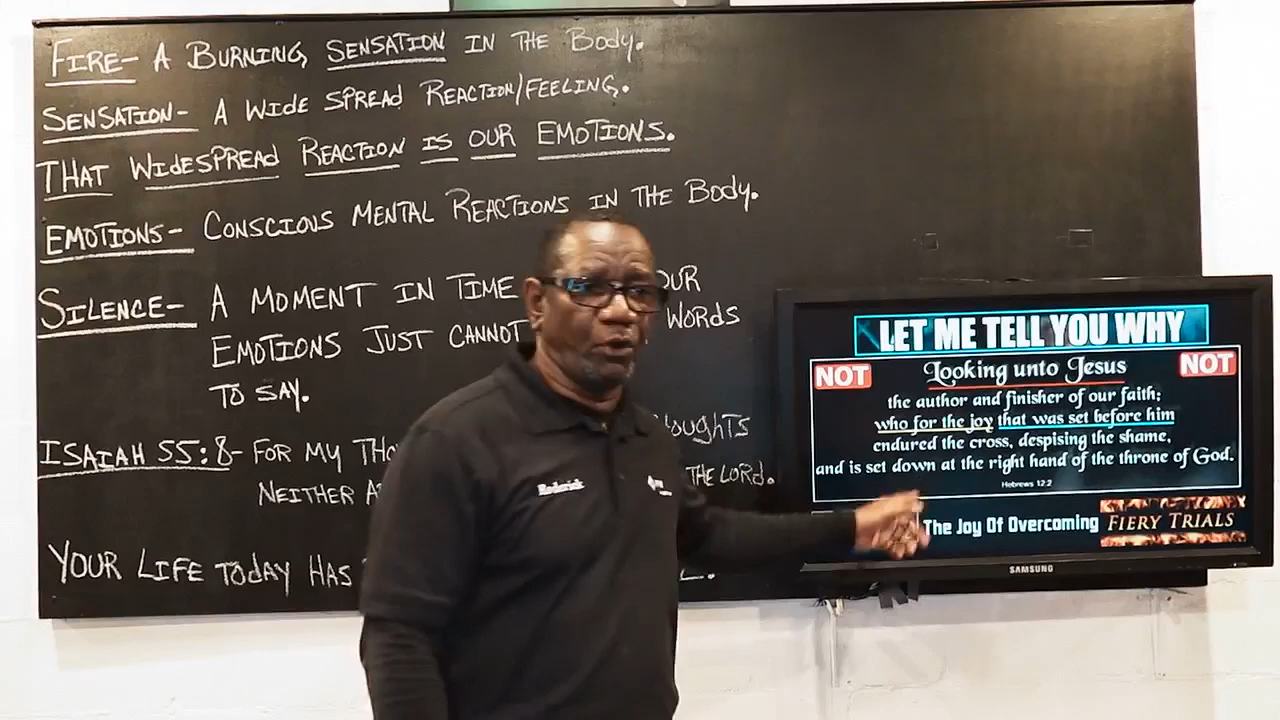 FIRE- A BURNING SENSATION IN THE BODY.
SENSATION- A WIDE SPREAD REACTION/FEELING.
THAT WIDESPREAD REACTION IS OUR EMOTIONS.
EMOTIONS- CONSCIOUS MENTAL REACTIONS IN THE BODY.
SILENCE- A MOMENT IN TIME OUR
EMOTIONS JUST CANNOT WORDS
TO SAY.
ISAIAH 55:8- FOR MY
NEITHER THE LORD.
YOUR LIFE TODAY HAS
LET ME TELL YOU WHY
NOT Looking unto Jesus NOT
the author and finisher of our faith;
who for the joy that was set before him
endured the cross, despising the shame,
and is set down at the right hand of the throne of God.
Hebrews 12:2
The Joy Of Overcoming FIERY TRIALS
SAMSUNG
Roderick